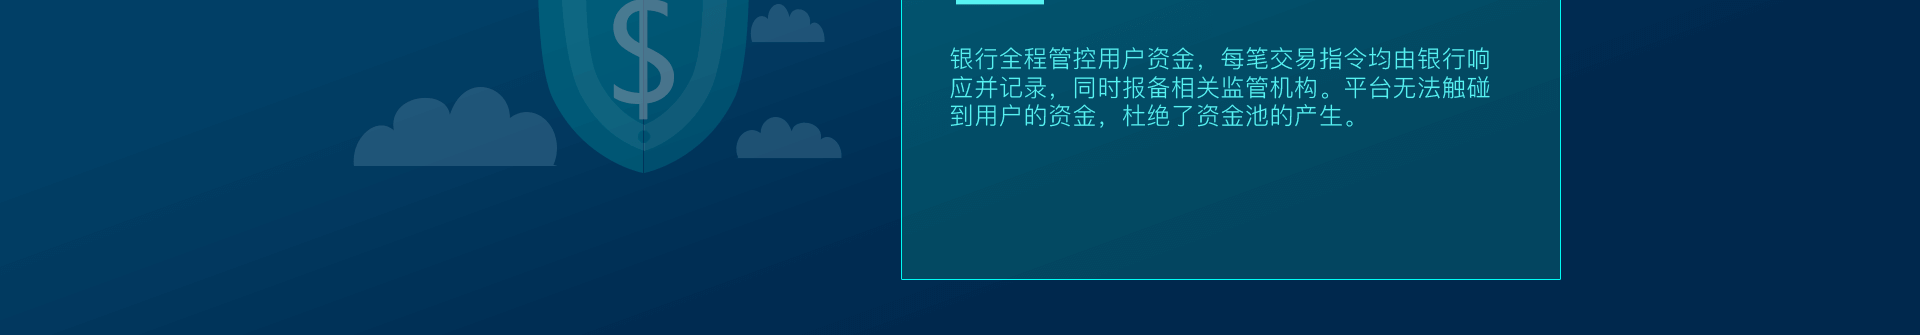 银行全程管控用户资金，每笔交易指令均由银行响
应并记录，同时报备相关监管机构。平台无法触碰
到用户的资金，杜绝了资金池的产生。